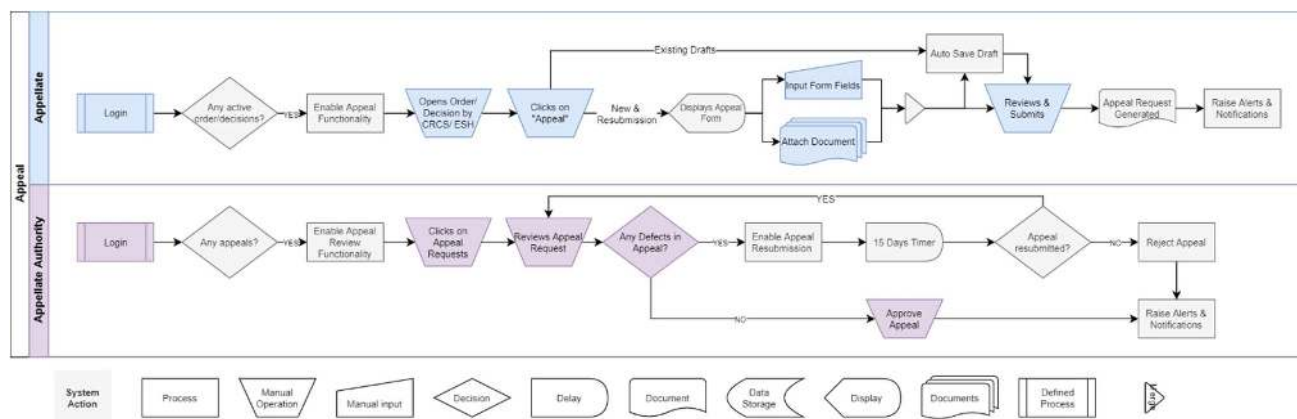 Appeal
Appellate
Login
Any active
order/decisions?
YES
Enable Appeal
Functionality
Opens Order/
Decision by
CRCS/ ESH
Clicks on
"Appeal"
Existing Drafts
New &
Resubmission
Displays Appeal
Form
Input Form Fields
Attach Document
Auto Save Draft
Reviews &
Submits
Appeal Request
Generated
Raise Alerts &
Notifications
Appellate Authority
Login
Any appeals?
YES
Enable Appeal
Review
Functionality
Clicks on
Appeal
Requests
Reviews Appeal
Request
Any Defects in
Appeal?
YES
Enable Appeal
Resubmission
15 Days Timer
Appeal
resubmitted?
YES
NO
Reject Appeal
NO
Approve
Appeal
Raise Alerts &
Notifications
System
Action
Process
Manual
Operation
Manual input
Decision
Delay
Document
Data
Storage
Display
Documents
Defined
Process